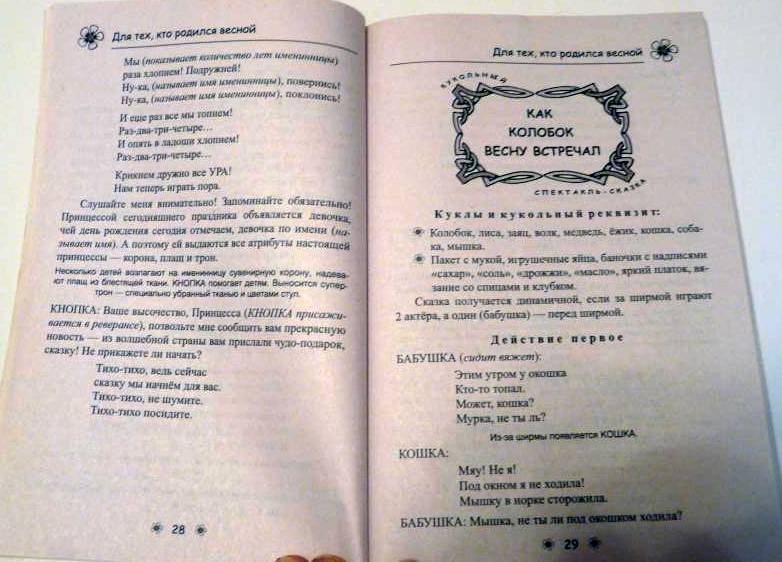 Для тех, кто родился весной
Мы (показывает количество лет именинницы)
раза хлопнем! Подружней!
Ну-ка, (называет имя именинницы), повернись!
Ну-ка, (называет имя именинницы), поклонись!
И еще раз все мы топнем!
Раз-два-три-четыре...
И опять в ладоши хлопнем!
Раз-два-три-четыре...
Крикнем дружно все УРА!
Нам теперь играть пора.
Слушайте меня внимательно! Запоминайте обязательно!
Принцессой сегодняшнего праздника объявляется девочка,
чей день рождения сегодня отмечаем, девочка по имени (на-
зывает имя). А поэтому ей выдаются все атрибуты настоящей
принцессы — корона, плащ и трон.
Несколько детей возлагают на именинницу сувенирную корону, надева-
ют плащ из блестящей ткани. КНОПКА помогает детям. Выносится супер-
трон — специально убранный тканью и цветами стул.
КНОПКА: Ваше высочество, Принцесса (КНОПКА присажи-
вается в реверансе), позвольте мне сообщить вам прекрасную
новость — из волшебной страны вам прислали чудо-подарок,
сказку! Не прикажете ли начать?
Тихо-тихо, ведь сейчас
сказку мы начнём для вас.
Тихо-тихо, не шумите.
Тихо-тихо посидите.
28
Для тех, кто родился весной
КУКОЛЬНЫЙ
КАК
КОЛОБОК
ВЕСНУ ВСТРЕЧАЛ
СПЕКТАКЛЬ-СКАЗКА
Куклы и кукольный реквизит:
Колобок, лиса, заяц, волк, медведь, ёжик, кошка, соба-
ка, мышка.
Пакет с мукой, игрушечные яйца, баночки с надписями
«сахар», «соль», «дрожжи», «масло», яркий платок, вя-
зание со спицами и клубком.
Сказка получается динамичной, если за ширмой играют
2 актёра, а один (бабушка) — перед ширмой.
Действие первое
БАБУШКА (сидит вяжет):
Этим утром у окошка
Кто-то топал.
Может, кошка?
Мурка, не ты ль?
Из-за ширмы появляется КОШКА.
КОШКА:
Мяу! Не я!
Под окном я не ходила!
Мышку в норке сторожила.
БАБУШКА: Мышка, не ты ли под окошком ходила?
29